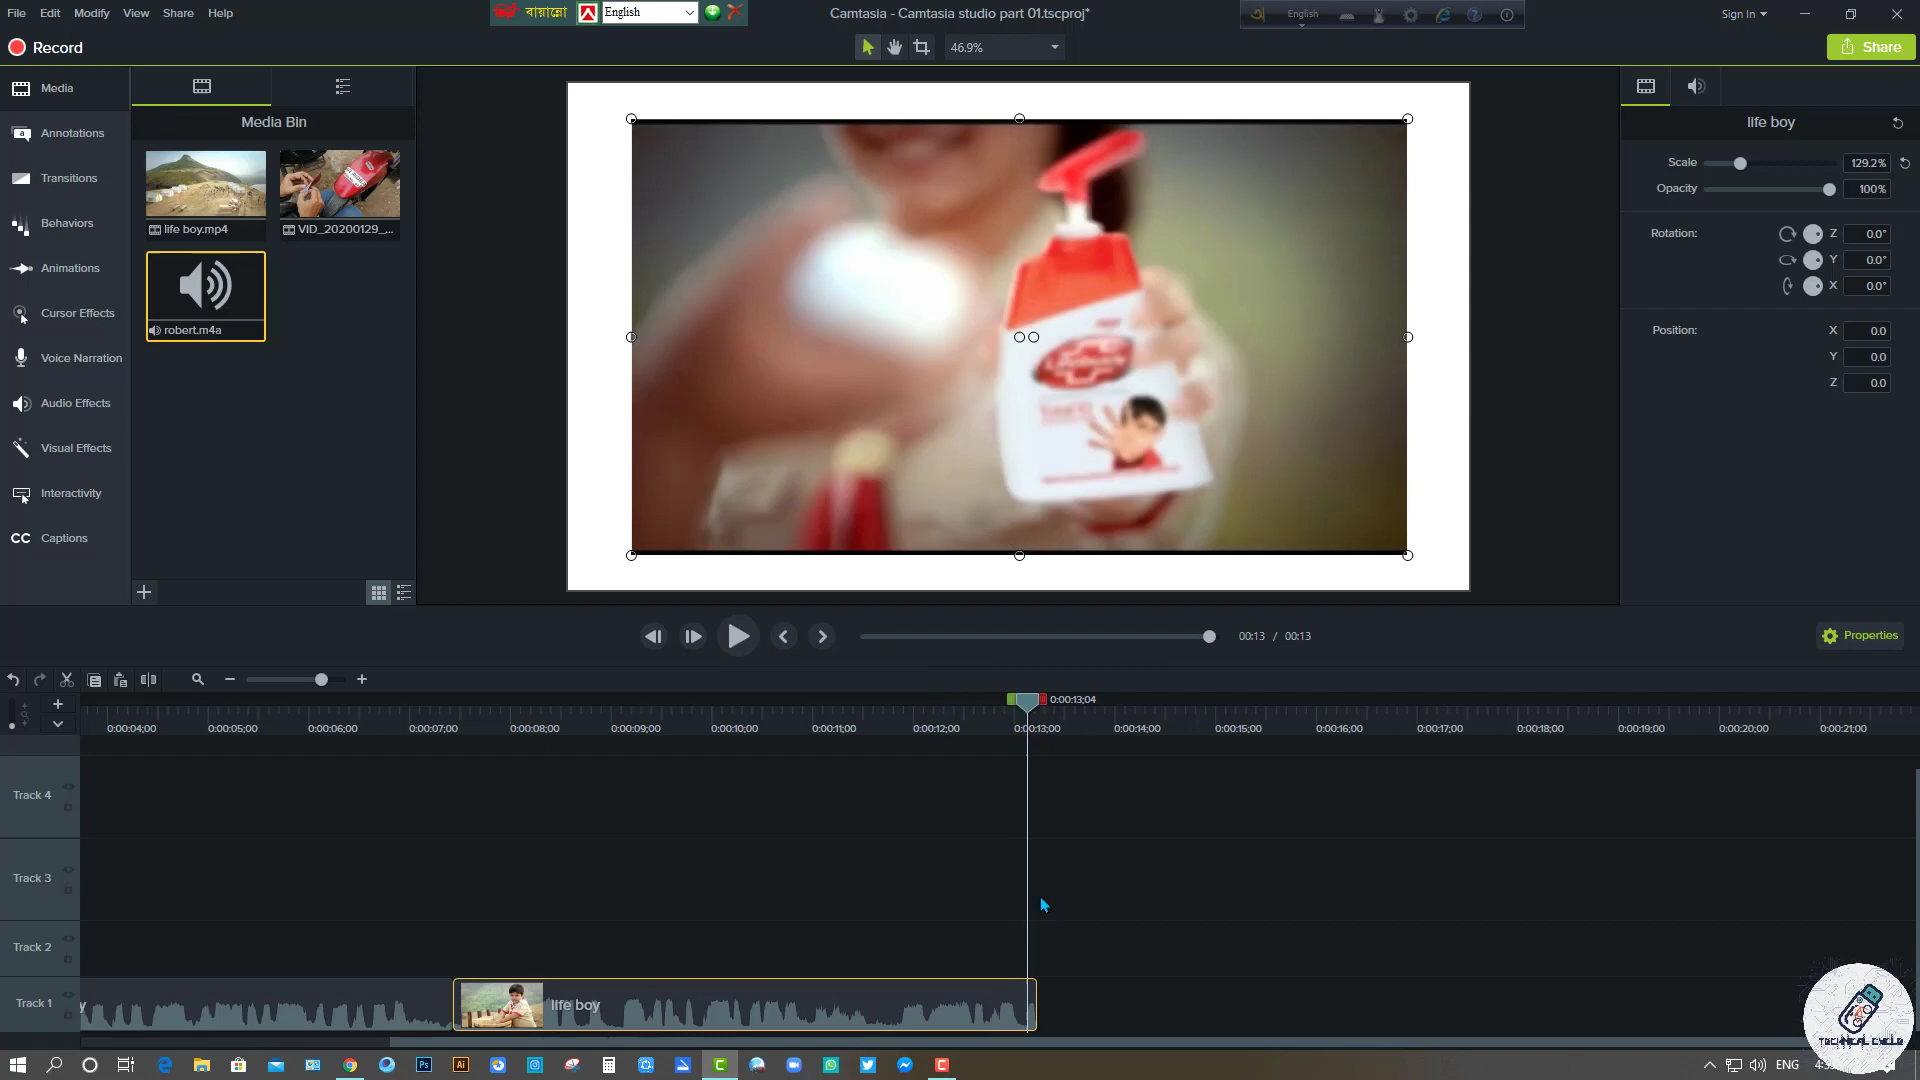 File Edit Modify View Share Help
বায়ান্নো English
Camtasia - Camtasia studio part 01.tscproj*
English
Sign In
Record
46.9%
Share
Media
Annotations
Transitions
Behaviors
Animations
Cursor Effects
Voice Narration
Audio Effects
Visual Effects
Interactivity
CC Captions
Media Bin
life boy.mp4
VID_20200129_...
robert.m4a
life boy
Scale 129.2%
Opacity 100%
Rotation: Z 0.0°
Y 0.0°
X 0.0°
Position: X 0.0
Y 0.0
Z 0.0
00:13 / 00:13
Properties
0:00:13;04
0:00:04;00 0:00:05;00 0:00:06;00 0:00:07;00 0:00:08;00 0:00:09;00 0:00:10;00 0:00:11;00 0:00:12;00 0:00:13;00 0:00:14;00 0:00:15;00 0:00:16;00 0:00:17;00 0:00:18;00 0:00:19;00 0:00:20;00 0:00:21;00
Track 4
Track 3
Track 2
Track 1
life boy
TECHNICAL CYCLO
ENG